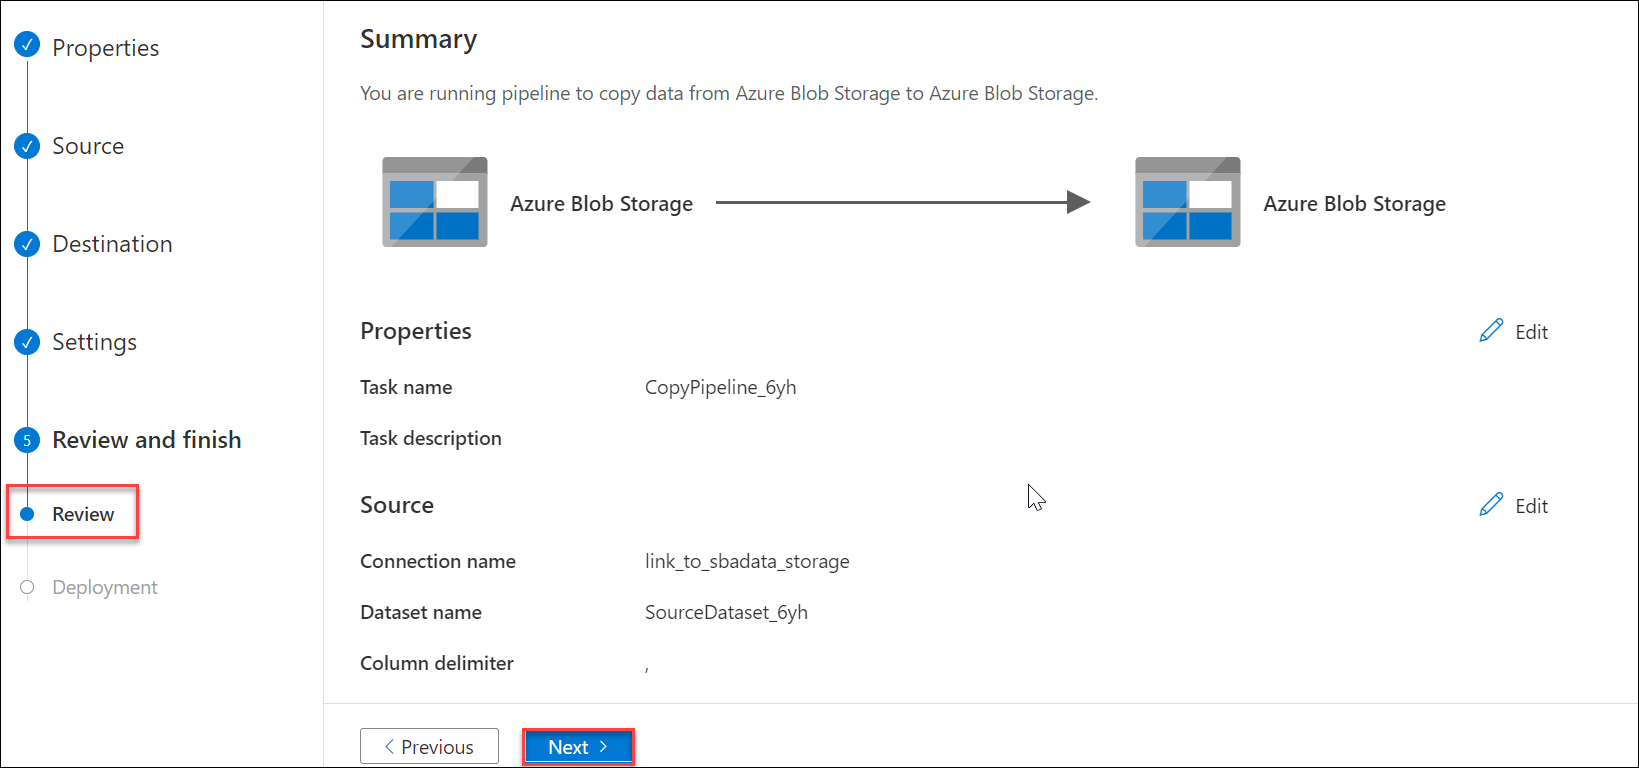 Properties
Source
Destination
Settings
5 Review and finish
Review
Deployment
Summary
You are running pipeline to copy data from Azure Blob Storage to Azure Blob Storage.
Azure Blob Storage
Azure Blob Storage
Properties
Edit
Task name CopyPipeline_6yh
Task description
Source
Edit
Connection name link_to_sbadata_storage
Dataset name SourceDataset_6yh
Column delimiter ,
Previous
Next